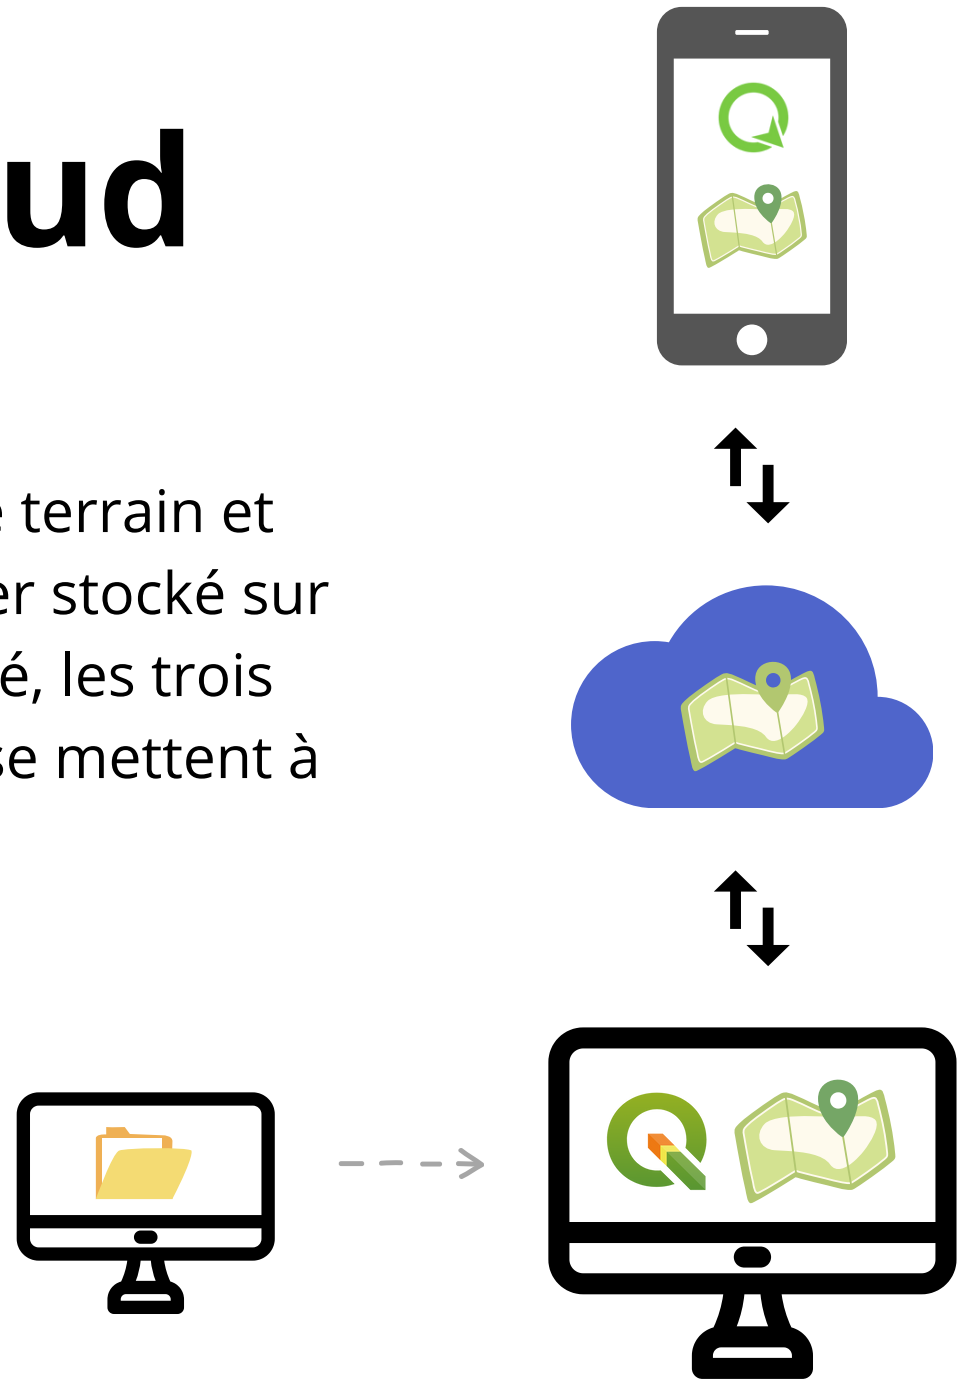 ud
terrain et
er stocké sur
é, les trois
se mettent à